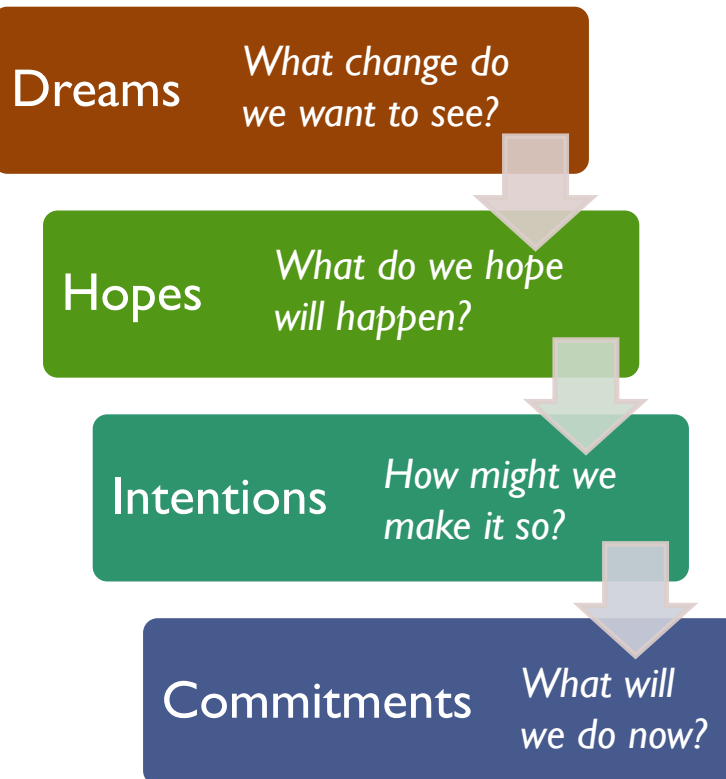 Dreams
What change do
we want to see?
Hopes
What do we hope
will happen?
Intentions
How might we
make it so?
Commitments
What will
we do now?